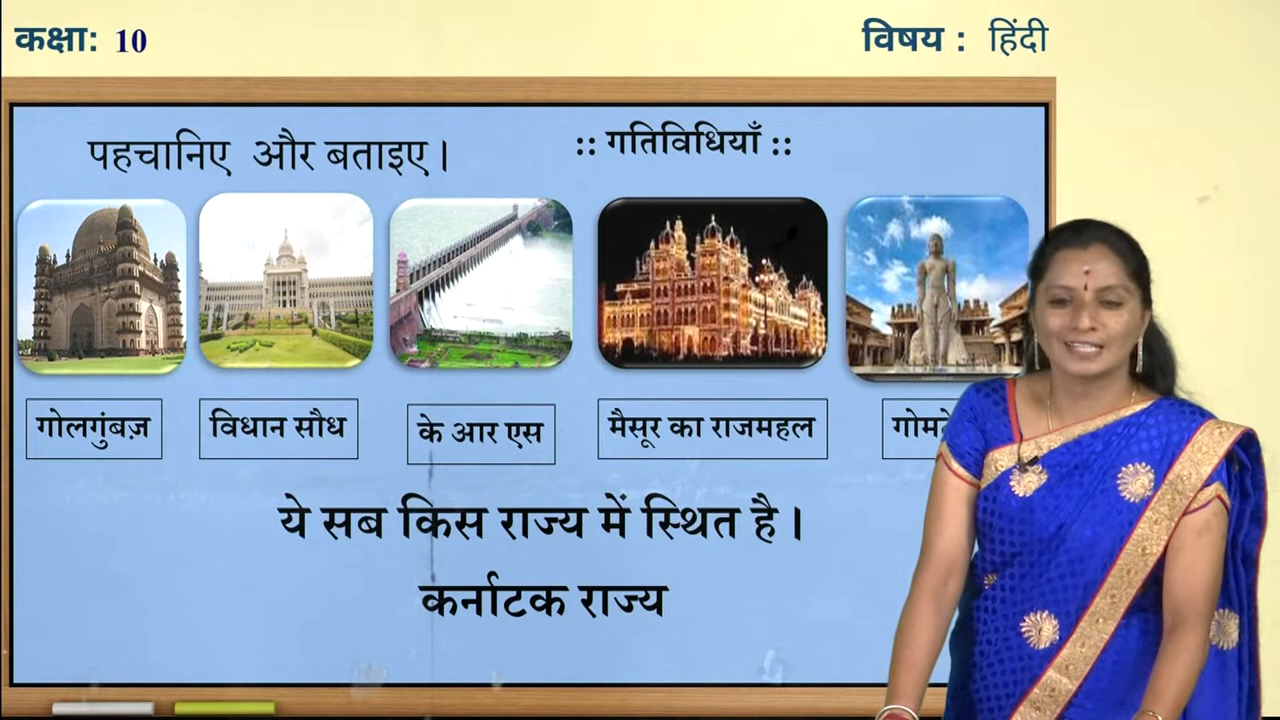 कक्षा: 10
विषय : हिंदी
पहचानिए और बताइए।
:: गतिविधियाँ ::
गोलगुंबज़
विधान सौध
के आर एस
मैसूर का राजमहल
ये सब किस राज्य में स्थित है।
कर्नाटक राज्य